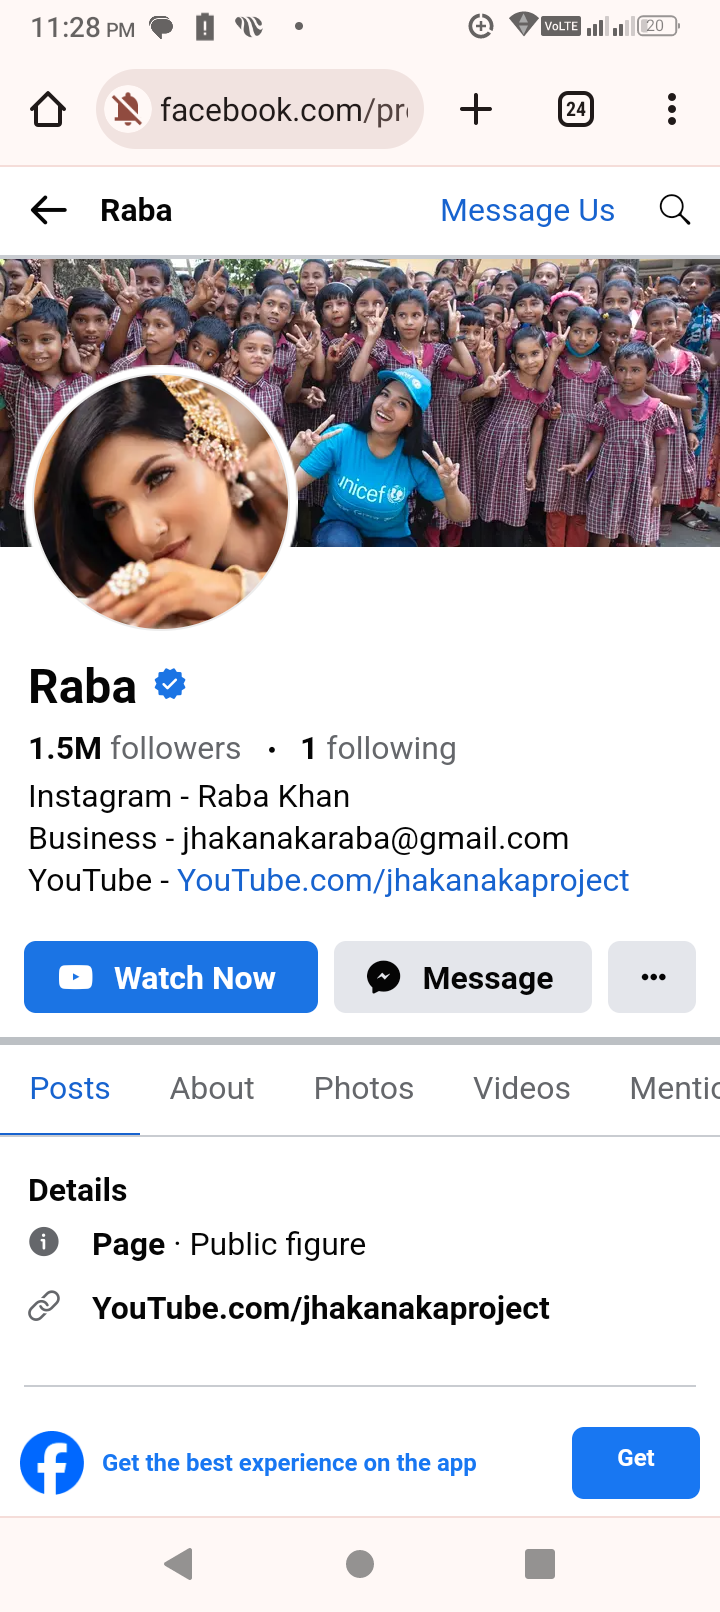 11:28 PM
VoLTE
20
facebook.com/pr
24
Raba
Message Us
unicef
Raba
1.5M followers · 1 following
Instagram - Raba Khan
Business - jhakanakaraba@gmail.com
YouTube - YouTube.com/jhakanakaproject
Watch Now
Message
Posts
About
Photos
Videos
Mentio
Details
Page · Public figure
YouTube.com/jhakanakaproject
Get the best experience on the app
Get